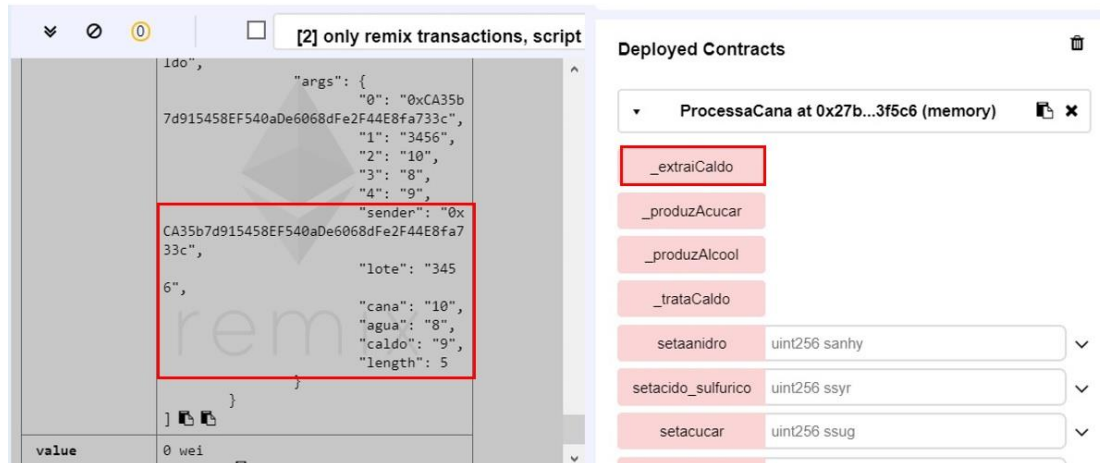 0
[2] only remix transactions, script
ldo",
"args": {
"0": "0xCA35b
7d915458EF540aDe6068dFe2F44E8fa733c",
"1": "3456",
"2": "10",
"3": "8",
"4": "9",
"sender": "0x
CA35b7d915458EF540aDe6068dFe2F44E8fa7
33c",
"lote": "345
6",
"cana": "10",
"agua": "8",
"caldo": "9",
"length": 5
}
}
]
remix
value
0 wei
Deployed Contracts
ProcessaCana at 0x27b...3f5c6 (memory)
_extraiCaldo
_produzAcucar
_produzAlcool
_trataCaldo
setaanidro uint256 sanhy
setacido_sulfurico uint256 ssyr
setacucar uint256 ssug